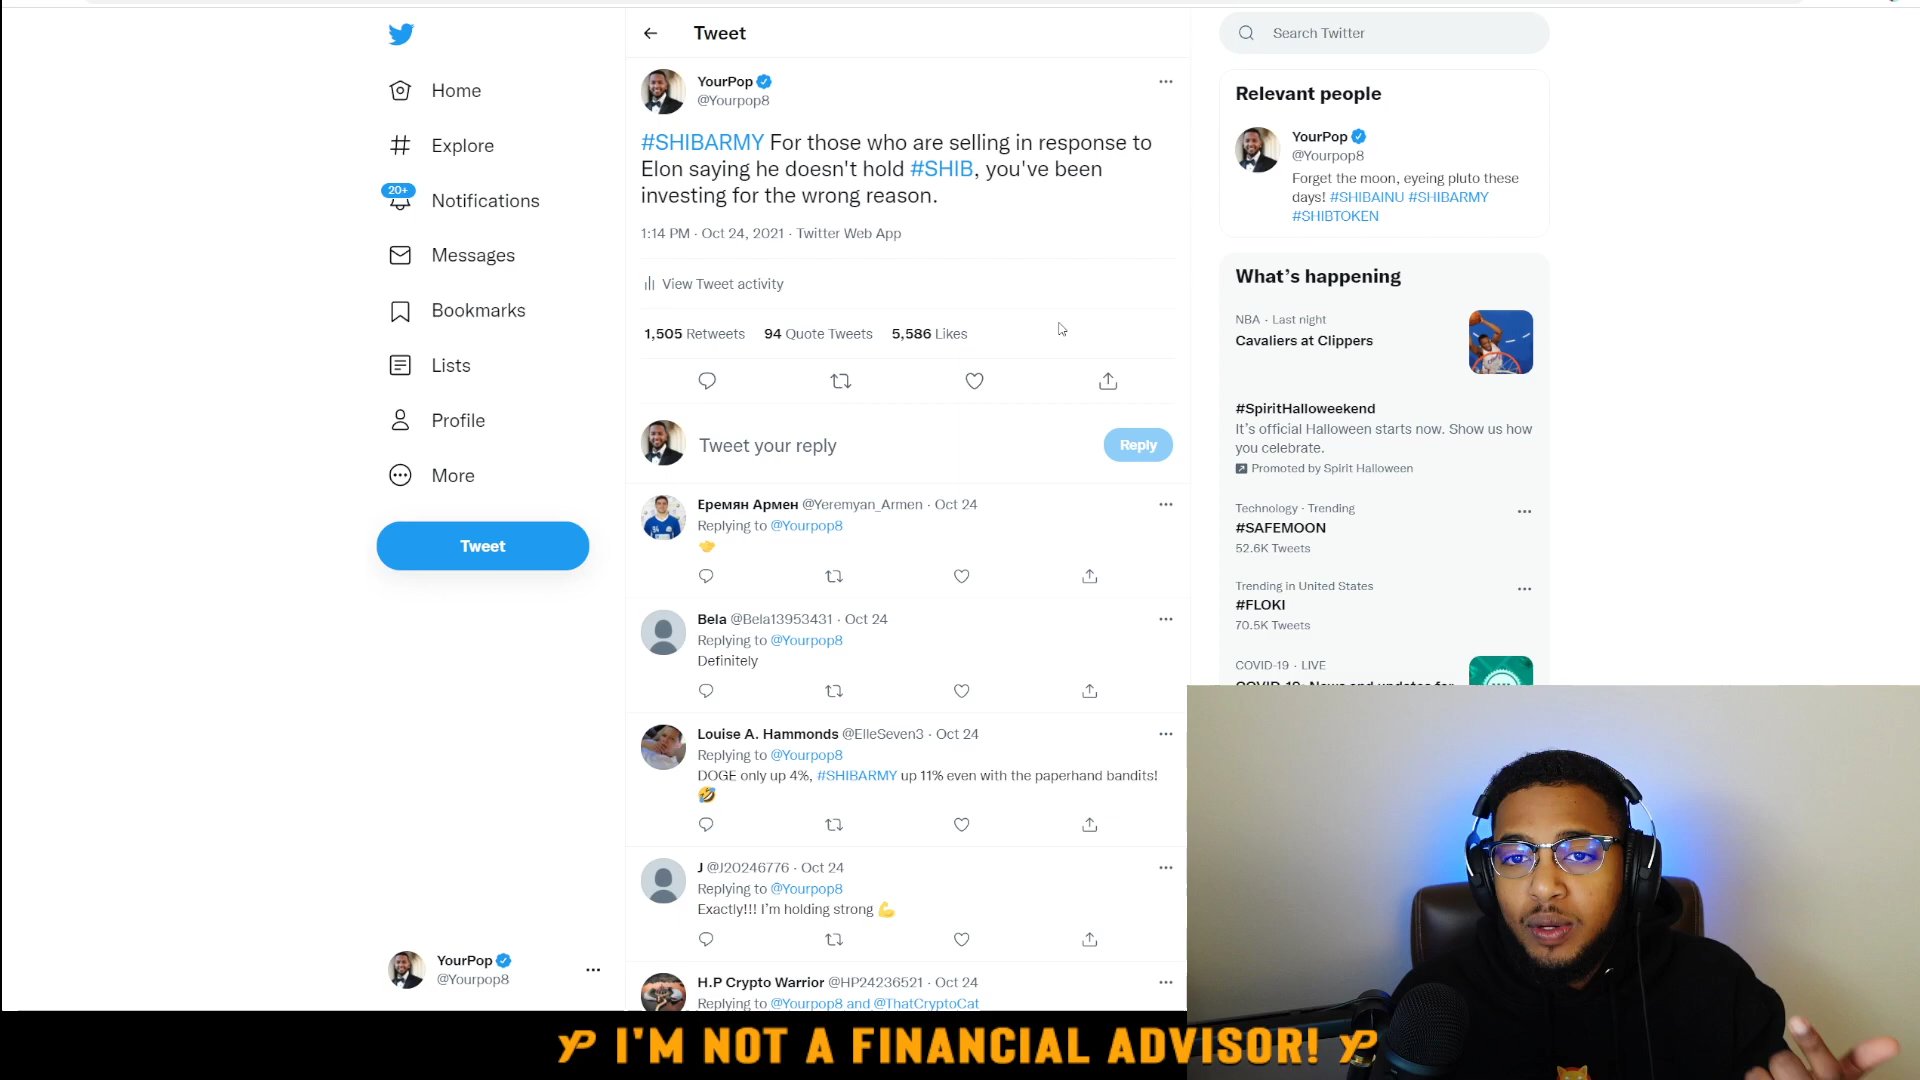 Home
Explore
20+
Notifications
Messages
Bookmarks
Lists
Profile
More
Tweet
YourPop
@Yourpop8
Tweet
YourPop
@Yourpop8
#SHIBARMY For those who are selling in response to
Elon saying he doesn't hold #SHIB, you've been
investing for the wrong reason.
1:14 PM · Oct 24, 2021 · Twitter Web App
View Tweet activity
1,505 Retweets 94 Quote Tweets 5,586 Likes
Tweet your reply
Reply
Еремян Армен @Yeremyan_Armen · Oct 24
Replying to @Yourpop8
🤝
Bela @Bela13953431 · Oct 24
Replying to @Yourpop8
Definitely
Louise A. Hammonds @ElleSeven3 · Oct 24
Replying to @Yourpop8
DOGE only up 4%, #SHIBARMY up 11% even with the paperhand bandits!
🤣
J @J20246776 · Oct 24
Replying to @Yourpop8
Exactly!!! I'm holding strong 💪
H.P Crypto Warrior @HP24236521 · Oct 24
Replying to @Yourpop8 and @ThatCryptoCat
Search Twitter
Relevant people
YourPop
@Yourpop8
Forget the moon, eyeing pluto these
days! #SHIBAINU #SHIBARMY
#SHIBTOKEN
What's happening
NBA · Last night
Cavaliers at Clippers
#SpiritHalloweekend
It's official Halloween starts now. Show us how
you celebrate.
Promoted by Spirit Halloween
Technology · Trending
#SAFEMOON
52.6K Tweets
Trending in United States
#FLOKI
70.5K Tweets
COVID-19 · LIVE
COVID-19: News and updates for
YP I'M NOT A FINANCIAL ADVISOR! YP